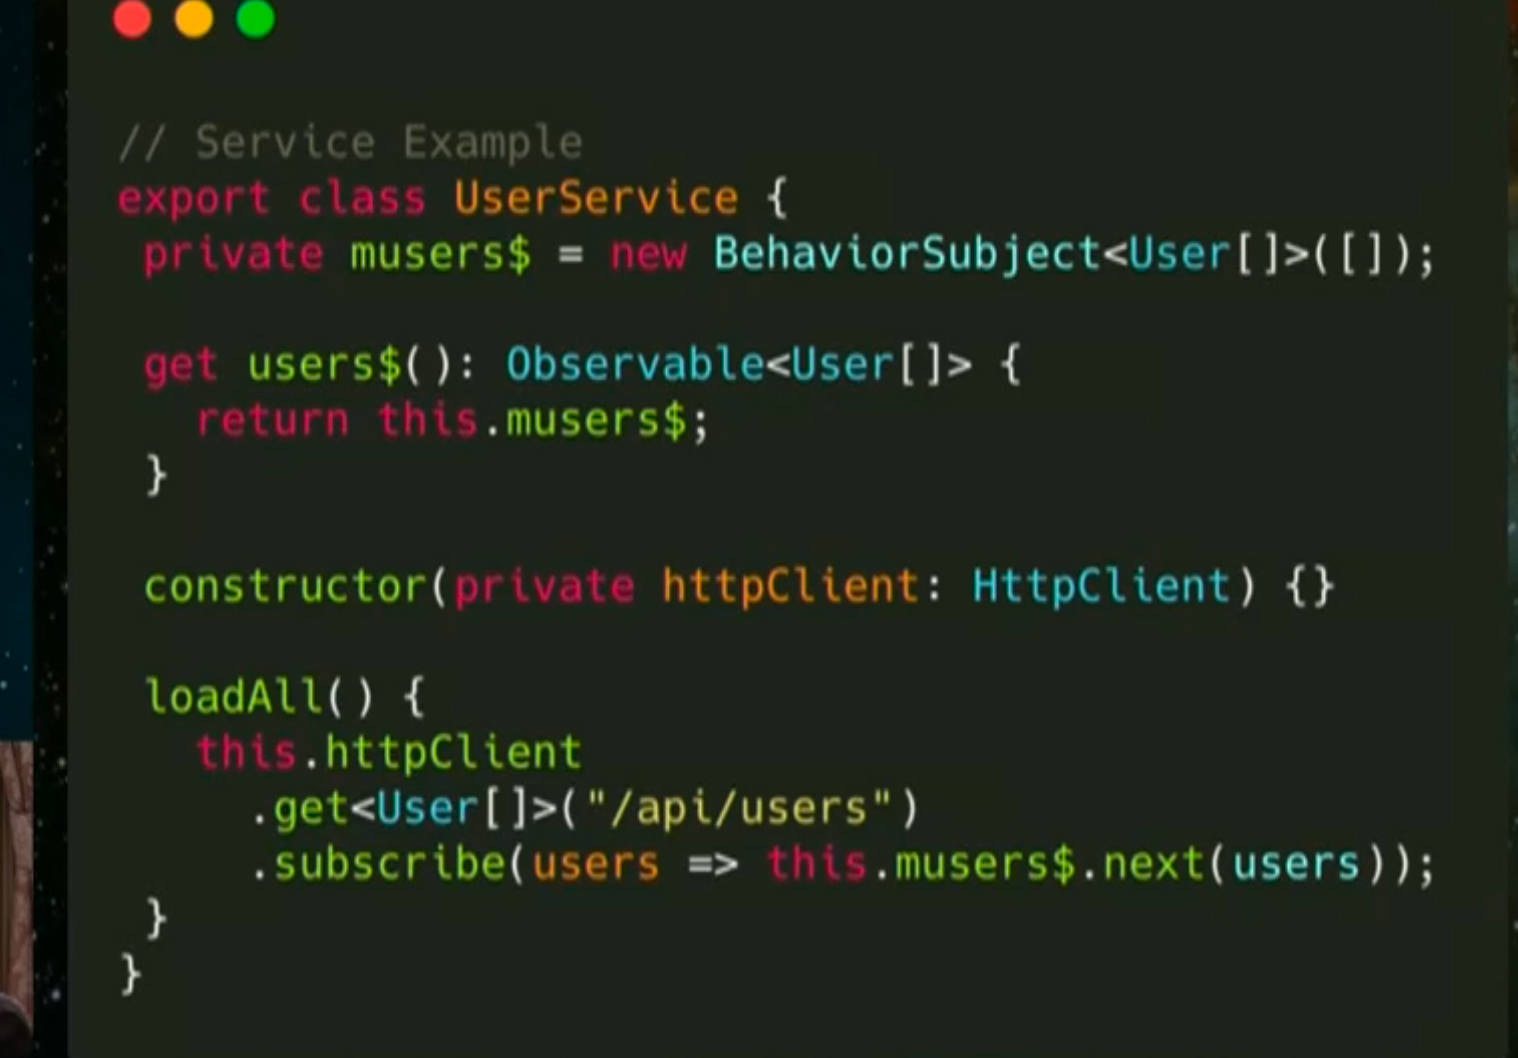 // Service Example
export class UserService {
private musers$ = new BehaviorSubject<User[]>([]);
get users$(): Observable<User[]> {
return this.musers$;
}
constructor(private httpClient: HttpClient) {}
loadAll() {
this.httpClient
.get<User[]>("/api/users")
.subscribe(users => this.musers$.next(users));
}
}